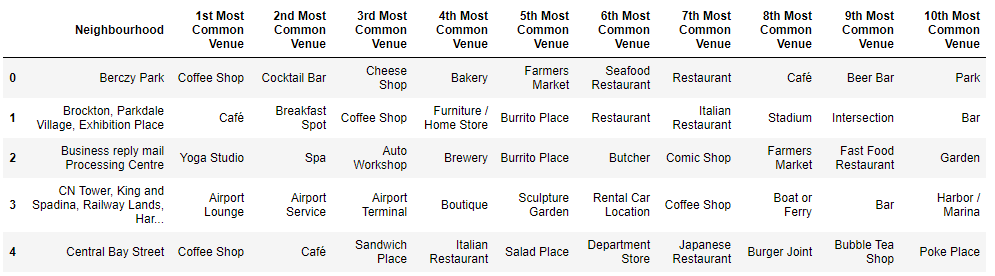 Neighbourhood 1st Most Common Venue 2nd Most Common Venue 3rd Most Common Venue 4th Most Common Venue 5th Most Common Venue 6th Most Common Venue 7th Most Common Venue 8th Most Common Venue 9th Most Common Venue 10th Most Common Venue
0 Berczy Park Coffee Shop Cocktail Bar Cheese Shop Bakery Farmers Market Seafood Restaurant Restaurant Café Beer Bar Park
1 Brockton, Parkdale Village, Exhibition Place Café Breakfast Spot Coffee Shop Furniture / Home Store Burrito Place Restaurant Italian Restaurant Stadium Intersection Bar
2 Business reply mail Processing Centre Yoga Studio Spa Auto Workshop Brewery Burrito Place Butcher Comic Shop Farmers Market Fast Food Restaurant Garden
3 CN Tower, King and Spadina, Railway Lands, Har... Airport Lounge Airport Service Airport Terminal Boutique Sculpture Garden Rental Car Location Coffee Shop Boat or Ferry Bar Harbor / Marina
4 Central Bay Street Coffee Shop Café Sandwich Place Italian Restaurant Salad Place Department Store Japanese Restaurant Burger Joint Bubble Tea Shop Poke Place